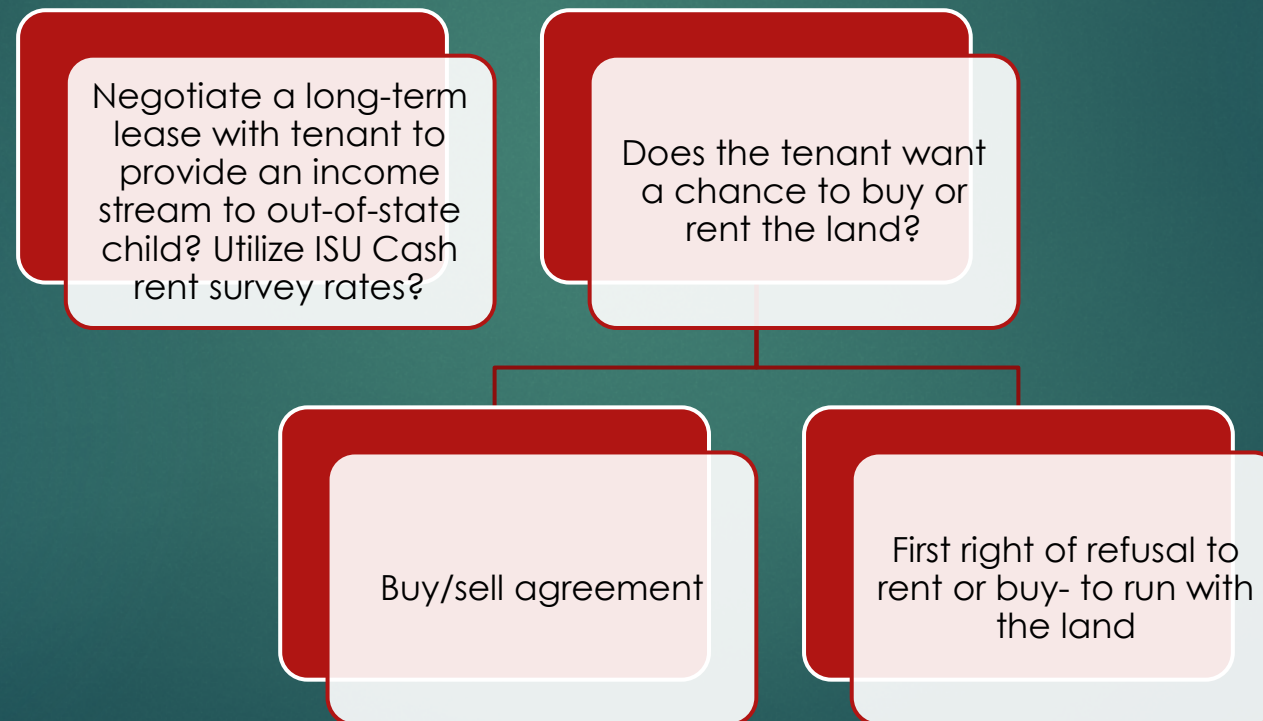 Negotiate a long-term
lease with tenant to
provide an income
stream to out-of-state
child? Utilize ISU Cash
rent survey rates?
Does the tenant want
a chance to buy or
rent the land?
Buy/sell agreement
First right of refusal to
rent or buy- to run with
the land